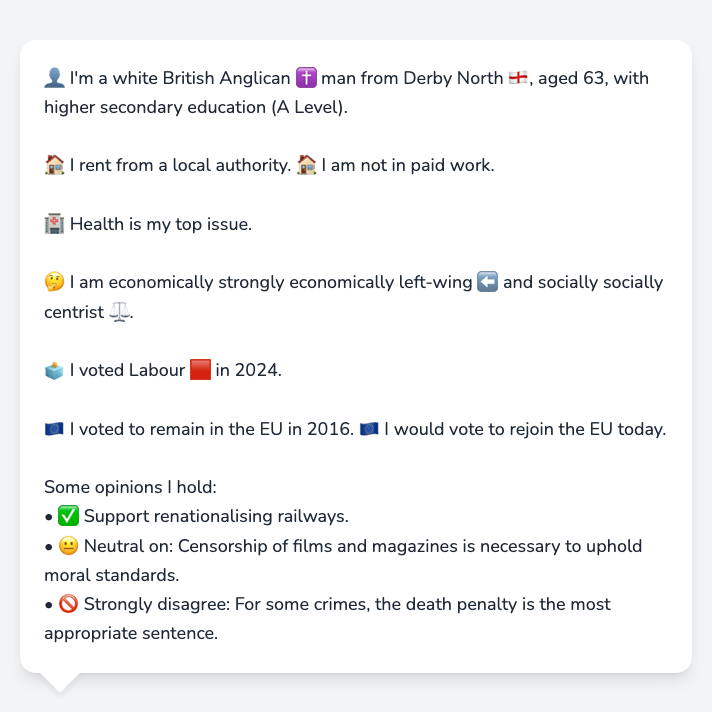 👤 I'm a white British Anglican ✝️ man from Derby North 🏴󠁧󠁢󠁥󠁮󠁧󠁿, aged 63, with
higher secondary education (A Level).
🏠 I rent from a local authority. 🏠 I am not in paid work.
🏥 Health is my top issue.
🤔 I am economically strongly economically left-wing ⬅️ and socially socially
centrist ⚖️.
🗳️ I voted Labour 🟥 in 2024.
🇪🇺 I voted to remain in the EU in 2016. 🇪🇺 I would vote to rejoin the EU today.
Some opinions I hold:
• ✅ Support renationalising railways.
• 😐 Neutral on: Censorship of films and magazines is necessary to uphold
moral standards.
• 🚫 Strongly disagree: For some crimes, the death penalty is the most
appropriate sentence.